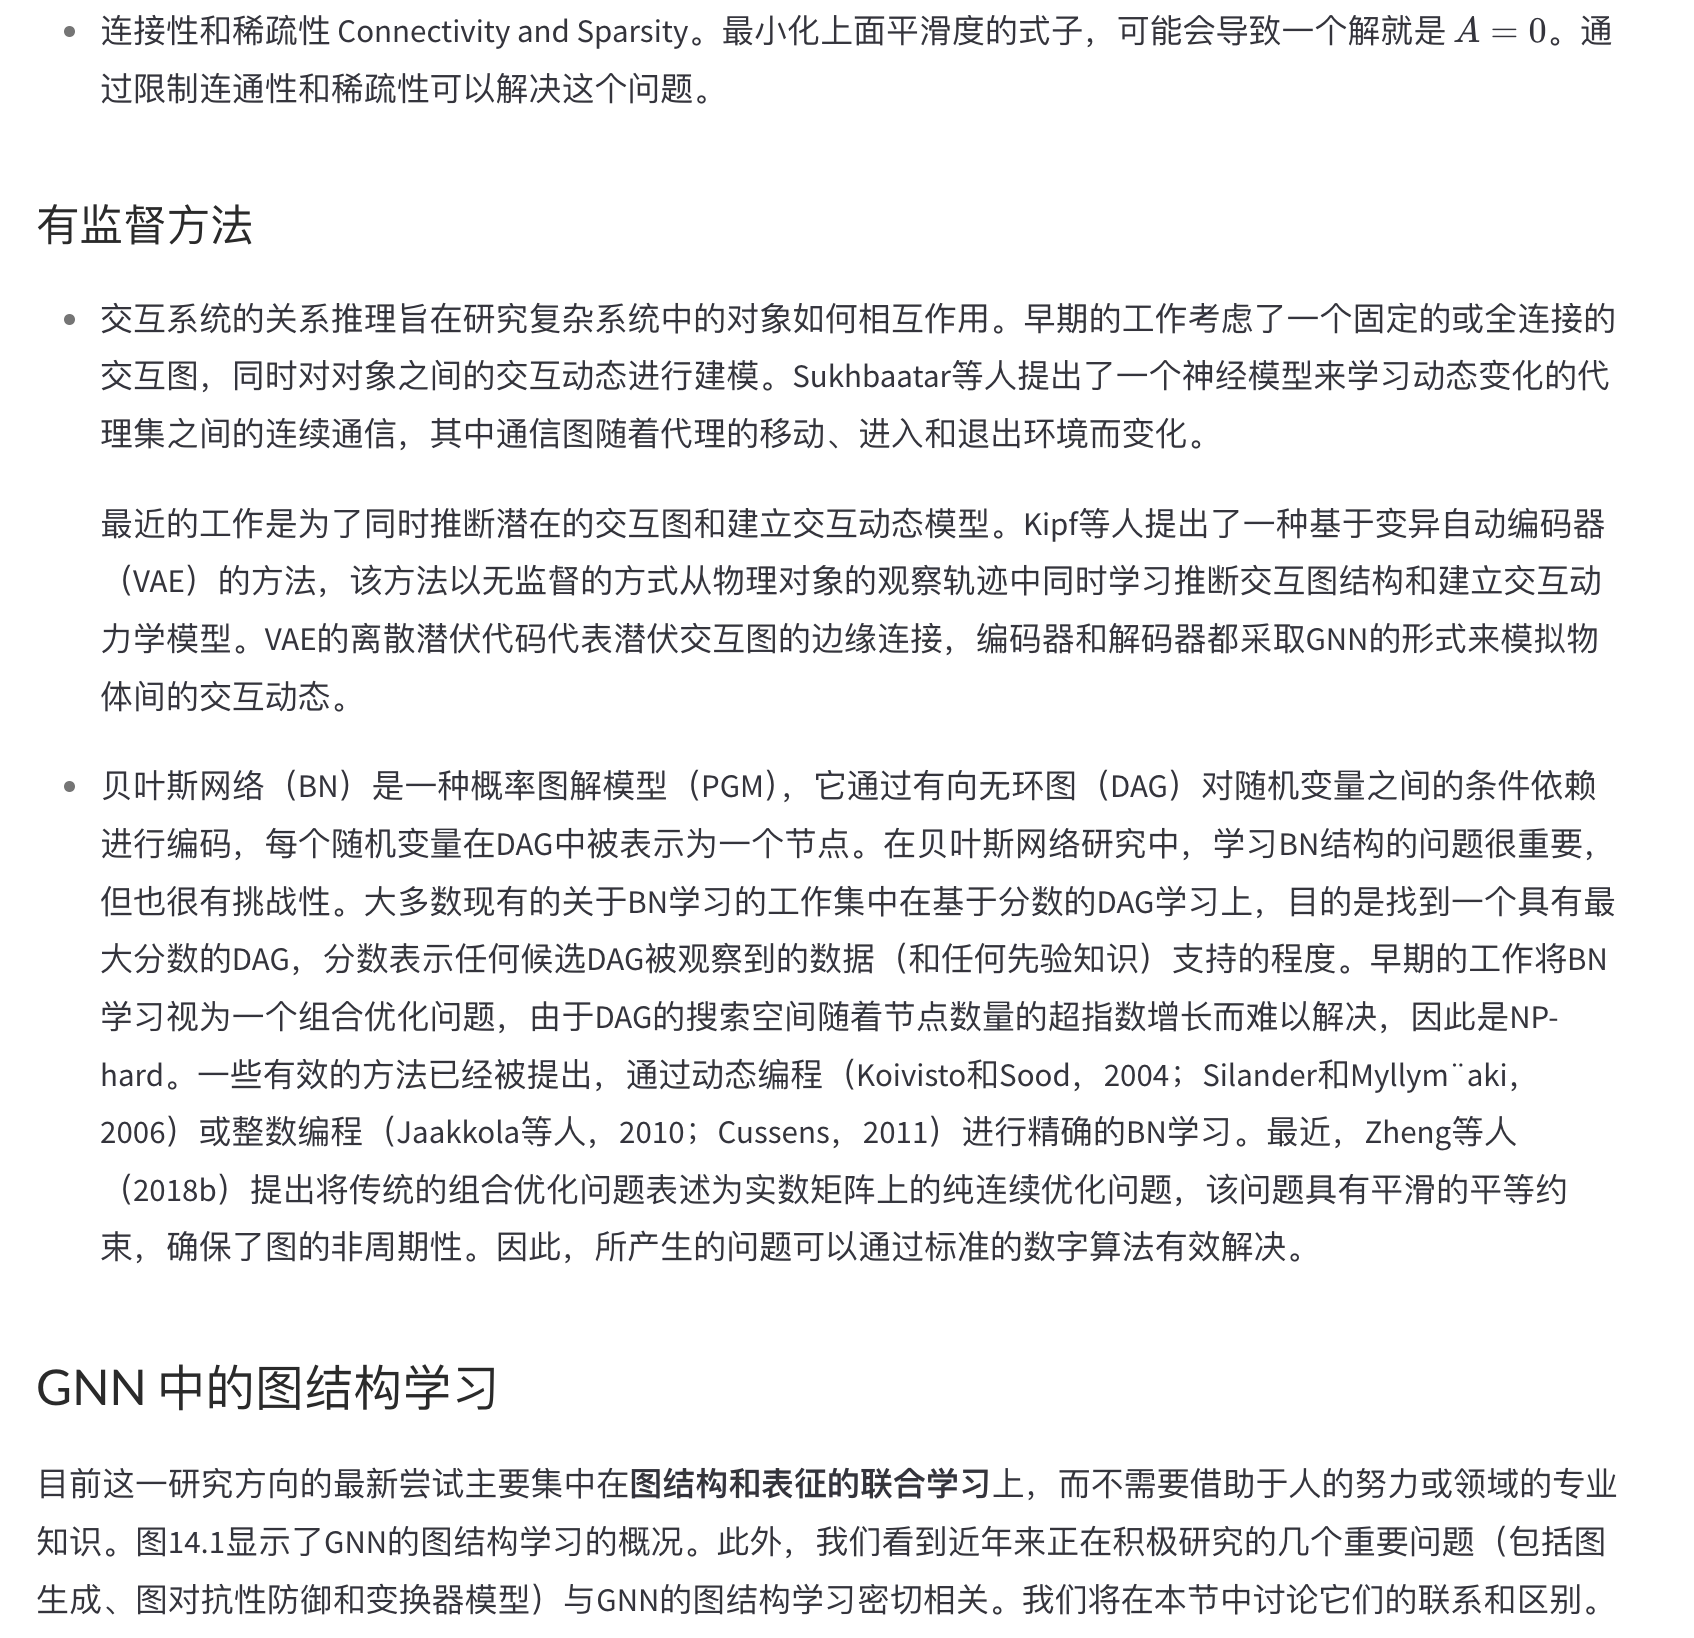 连接性和稀疏性 Connectivity and Sparsity。最小化上面平滑度的式子，可能会导致一个解就是 A = 0。通
过限制连通性和稀疏性可以解决这个问题。
有监督方法
交互系统的关系推理旨在研究复杂系统中的对象如何相互作用。早期的工作考虑了一个固定的或全连接的
交互图，同时对对象之间的交互动态进行建模。Sukhbaatar等人提出了一个神经模型来学习动态变化的代
理集之间的连续通信，其中通信图随着代理的移动、进入和退出环境而变化。
最近的工作是为了同时推断潜在的交互图和建立交互动态模型。Kipf等人提出了一种基于变异自动编码器
（VAE）的方法，该方法以无监督的方式从物理对象的观察轨迹中同时学习推断交互图结构和建立交互动
力学模型。VAE的离散潜伏代码代表潜伏交互图的边缘连接，编码器和解码器都采取GNN的形式来模拟物
体间的交互动态。
贝叶斯网络（BN）是一种概率图解模型（PGM），它通过有向无环图（DAG）对随机变量之间的条件依赖
进行编码，每个随机变量在DAG中被表示为一个节点。在贝叶斯网络研究中，学习BN结构的问题很重要，
但也很有挑战性。大多数现有的关于BN学习的工作集中在基于分数的DAG学习上，目的是找到一个具有最
大分数的DAG，分数表示任何候选DAG被观察到的数据（和任何先验知识）支持的程度。早期的工作将BN
学习视为一个组合优化问题，由于DAG的搜索空间随着节点数量的超指数增长而难以解决，因此是NP-
hard。一些有效的方法已经被提出，通过动态编程（Koivisto和Sood，2004；Silander和Myllym¨aki，
2006）或整数编程（Jaakkola等人，2010；Cussens，2011）进行精确的BN学习。最近，Zheng等人
（2018b）提出将传统的组合优化问题表述为实数矩阵上的纯连续优化问题，该问题具有平滑的平等约
束，确保了图的非周期性。因此，所产生的问题可以通过标准的数字算法有效解决。
GNN 中的图结构学习
目前这一研究方向的最新尝试主要集中在图结构和表征的联合学习上，而不需要借助于人的努力或领域的专业
知识。图14.1显示了GNN的图结构学习的概况。此外，我们看到近年来正在积极研究的几个重要问题（包括图
生成、图对抗性防御和变换器模型）与GNN的图结构学习密切相关。我们将在本节中讨论它们的联系和区别。